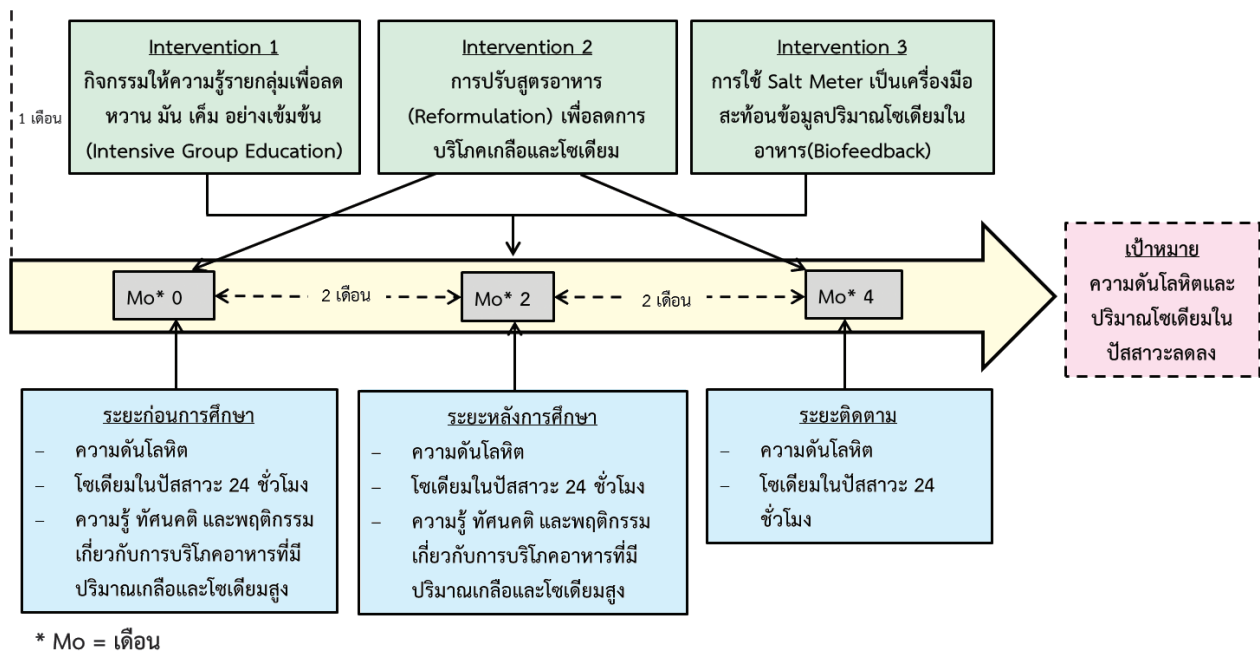 1 เดือน
Intervention 1
กิจกรรมให้ความรู้รายกลุ่มเพื่อลด
หวาน มัน เค็ม อย่างเข้มข้น
(Intensive Group Education)
Intervention 2
การปรับสูตรอาหาร
(Reformulation) เพื่อลดการ
บริโภคเกลือและโซเดียม
Intervention 3
การใช้ Salt Meter เป็นเครื่องมือ
สะท้อนข้อมูลปริมาณโซเดียมใน
อาหาร(Biofeedback)
Mo* 0
2 เดือน
Mo* 2
2 เดือน
Mo* 4
เป้าหมาย
ความดันโลหิตและ
ปริมาณโซเดียมใน
ปัสสาวะลดลง
ระยะก่อนการศึกษา
– ความดันโลหิต
– โซเดียมในปัสสาวะ 24 ชั่วโมง
– ความรู้ ทัศนคติ และพฤติกรรม
เกี่ยวกับการบริโภคอาหารที่มี
ปริมาณเกลือและโซเดียมสูง
ระยะหลังการศึกษา
– ความดันโลหิต
– โซเดียมในปัสสาวะ 24 ชั่วโมง
– ความรู้ ทัศนคติ และพฤติกรรม
เกี่ยวกับการบริโภคอาหารที่มี
ปริมาณเกลือและโซเดียมสูง
ระยะติดตาม
– ความดันโลหิต
– โซเดียมในปัสสาวะ 24
ชั่วโมง
* Mo = เดือน